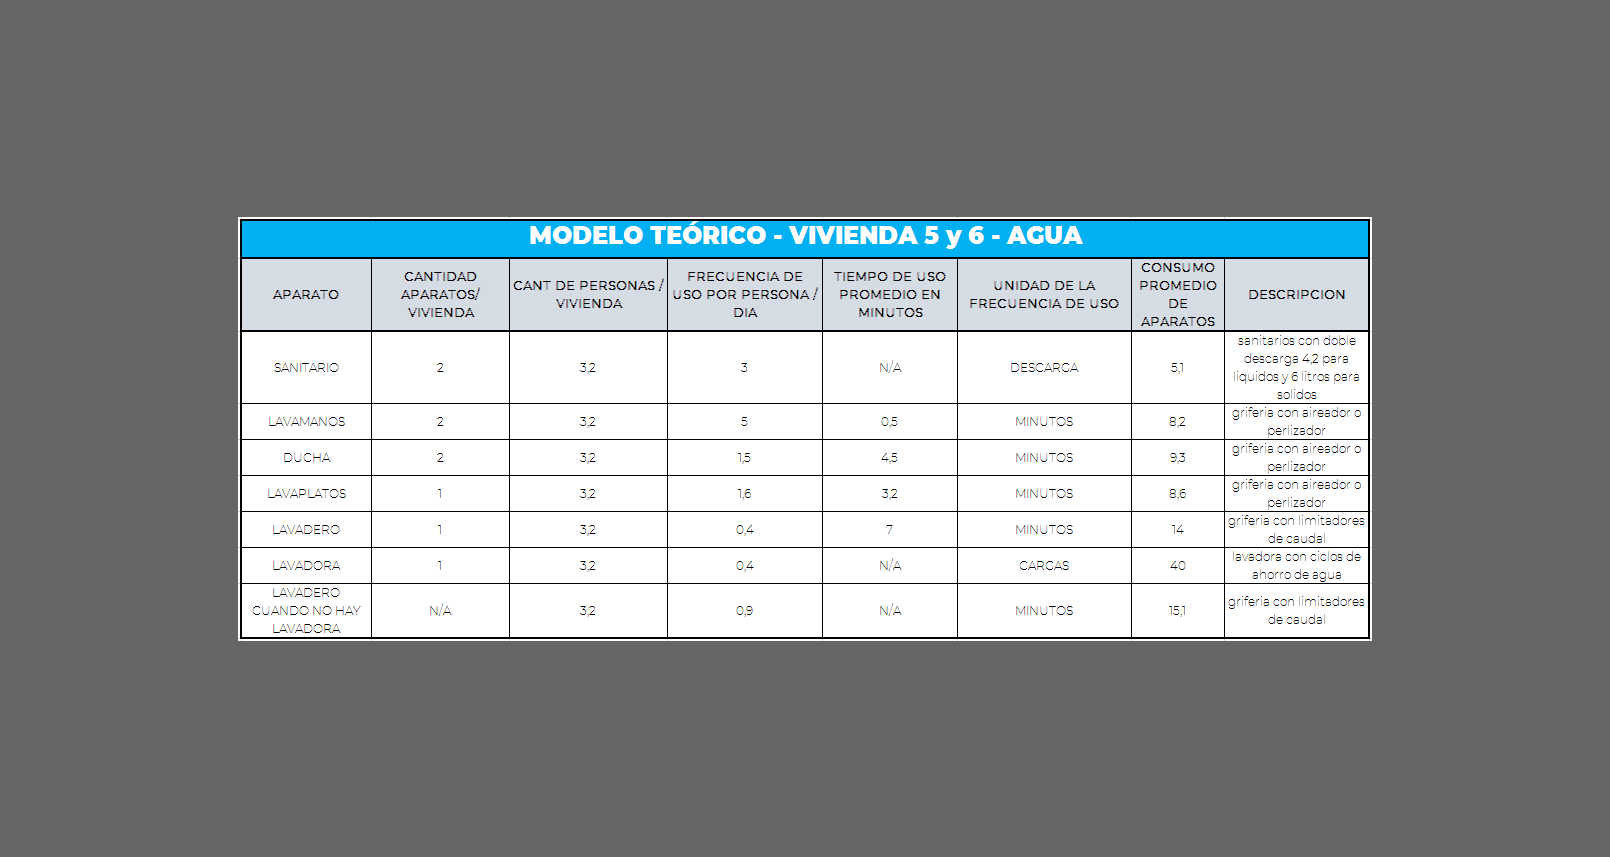 MODELO TEÓRICO - VIVIENDA 5 y 6 - AGUA
APARATO
CANTIDAD
APARATOS/
VIVIENDA
CANT DE PERSONAS /
VIVIENDA
FRECUENCIA DE
USO POR PERSONA /
DIA
TIEMPO DE USO
PROMEDIO EN
MINUTOS
UNIDAD DE LA
FRECUENCIA DE USO
CONSUMO
PROMEDIO
DE
APARATOS
DESCRIPCION
SANITARIO
2
3,2
3
N/A
DESCARGA
5,1
sanitarios con doble
descarga 4,2 para
liquidos y 6 litros para
solidos
LAVAMANOS
2
3,2
5
0,5
MINUTOS
8,2
griferia con aireador o
perlizador
DUCHA
2
3,2
1,5
4,5
MINUTOS
9,3
griferia con aireador o
perlizador
LAVAPLATOS
1
3,2
1,6
3,2
MINUTOS
8,6
griferia con aireador o
perlizador
LAVADERO
1
3,2
0,4
7
MINUTOS
14
griferia con limitadores
de caudal
LAVADORA
1
3,2
0,4
N/A
CARGAS
40
lavadora con ciclos de
ahorro de agua
LAVADERO
CUANDO NO HAY
LAVADORA
N/A
3,2
0,9
N/A
MINUTOS
15,1
griferia con limitadores
de caudal